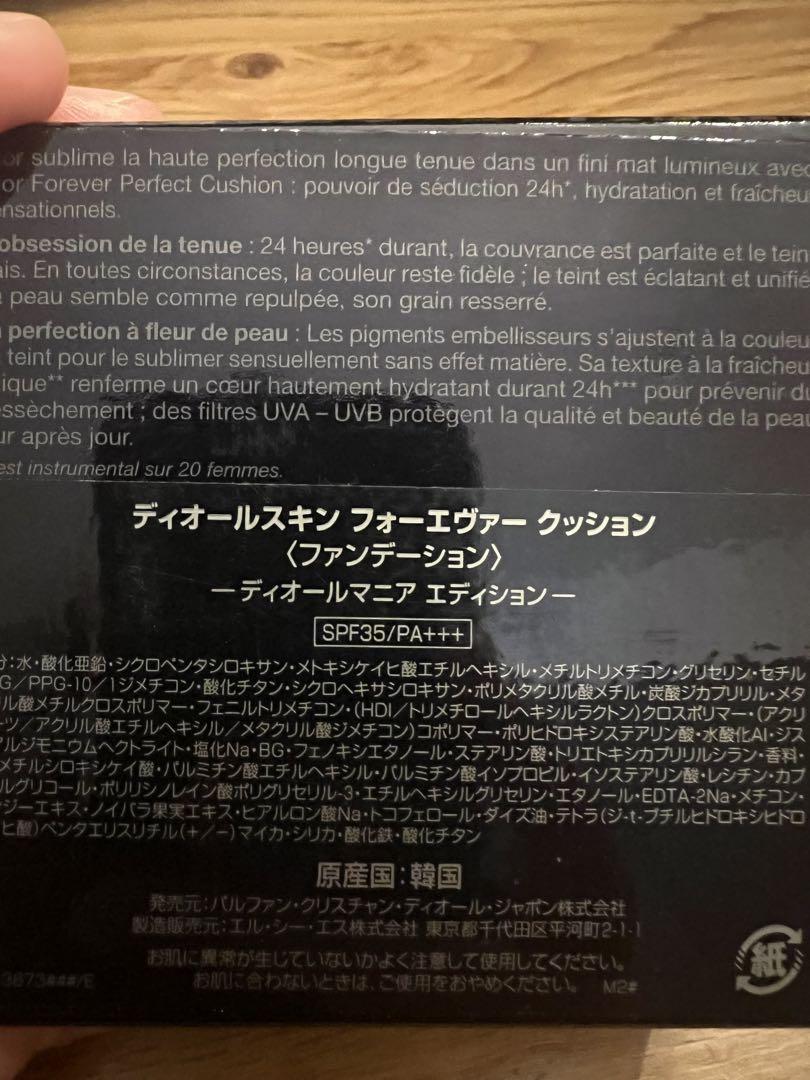 or sublime la haute perfection longue tenue dans un fini mat lumineux avec
or Forever Perfect Cushion : pouvoir de séduction 24h*, hydratation et fraîcheu
ensationnels.
obsession de la tenue : 24 heures* durant, la couvrance est parfaite et le tein
ais. En toutes circonstances, la couleur reste fidèle ; le teint est éclatant et unifié
a peau semble comme repulpée, son grain resserré.
a perfection à fleur de peau : Les pigments embellisseurs s'ajustent à la couleu
teint pour le sublimer sensuellement sans effet matière. Sa texture à la fraîcheu
nique** renferme un cœur hautement hydratant durant 24h*** pour prévenir du
essèchement ; des filtres UVA – UVB protègent la qualité et beauté de la peau
ur après jour.
est instrumental sur 20 femmes.
ディオールスキン フォーエヴァー クッション
〈ファンデーション〉
ーディオールマニア エディションー
SPF35/PA+++
分:水・酸化亜鉛・シクロペンタシロキサン・メトキシケイヒ酸エチルヘキシル・メチルトリメチコン・グリセリン・セチル
G/PPG-10/1ジメチコン・酸化チタン・シクロヘキサシロキサン・ポリメタクリル酸メチル・炭酸ジカプリリル・メタ
リル酸メチルクロスポリマー・フェニルトリメチコン・(HDI/トリメチロールヘキシルラクトン)クロスポリマー・(アクリ
ーツ/アクリル酸エチルヘキシル/メタクリル酸ジメチコン)コポリマー・ポリヒドロキシステアリン酸・水酸化Al・ジス
アルジモニウムヘクトライト・塩化Na・BG・フェノキシエタノール・ステアリン酸・トリエトキシカプリリルシラン・香料・
メチルシロキシケイ酸・パルミチン酸エチルヘキシル・パルミチン酸イソプロピル・イソステアリン酸・レシチン・カプ
ルグリコール・ポリリシノレイン酸ポリグリセリル-3・エチルヘキシルグリセリン・エタノール・EDTA-2Na・メチコン・
ンジーエキス・ノイバラ果実エキス・ヒアルロン酸Na・トコフェロール・ダイズ油・テトラ(ジ-t-ブチルヒドロキシヒドロ
ヒ酸)ペンタエリスリチル(+/−)マイカ・シリカ・酸化鉄・酸化チタン
原産国:韓国
発売元:パルファン・クリスチャン・ディオール・ジャポン株式会社
製造販売元:エル・シー・エス株式会社 東京都千代田区平河町2-1-1
お肌に異常が生じていないかよく注意して使用してください。
お肌に合わないときは、ご使用をおやめください。 M2#
3673###/E
紙